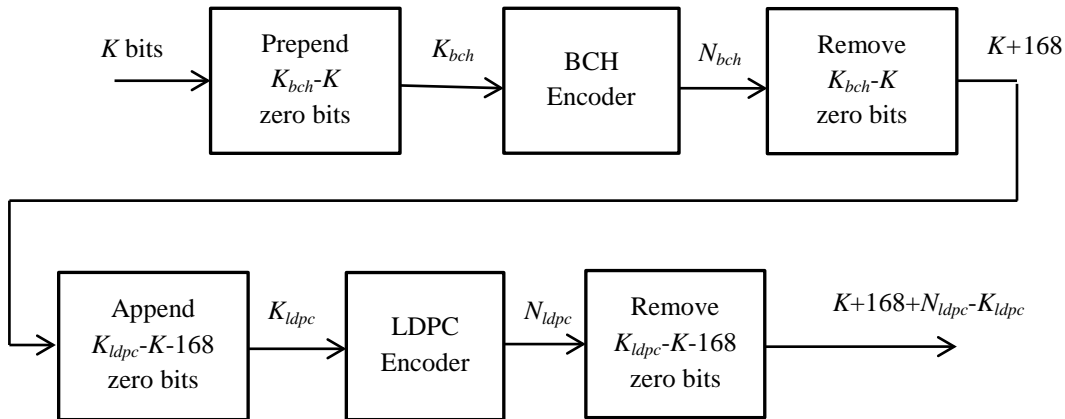 K bits
Prepend
K_bch-K
zero bits
K_bch
BCH
Encoder
N_bch
Remove
K_bch-K
zero bits
K+168
Append
K_ldpc-K-168
zero bits
K_ldpc
LDPC
Encoder
N_ldpc
Remove
K_ldpc-K-168
zero bits
K+168+N_ldpc-K_ldpc